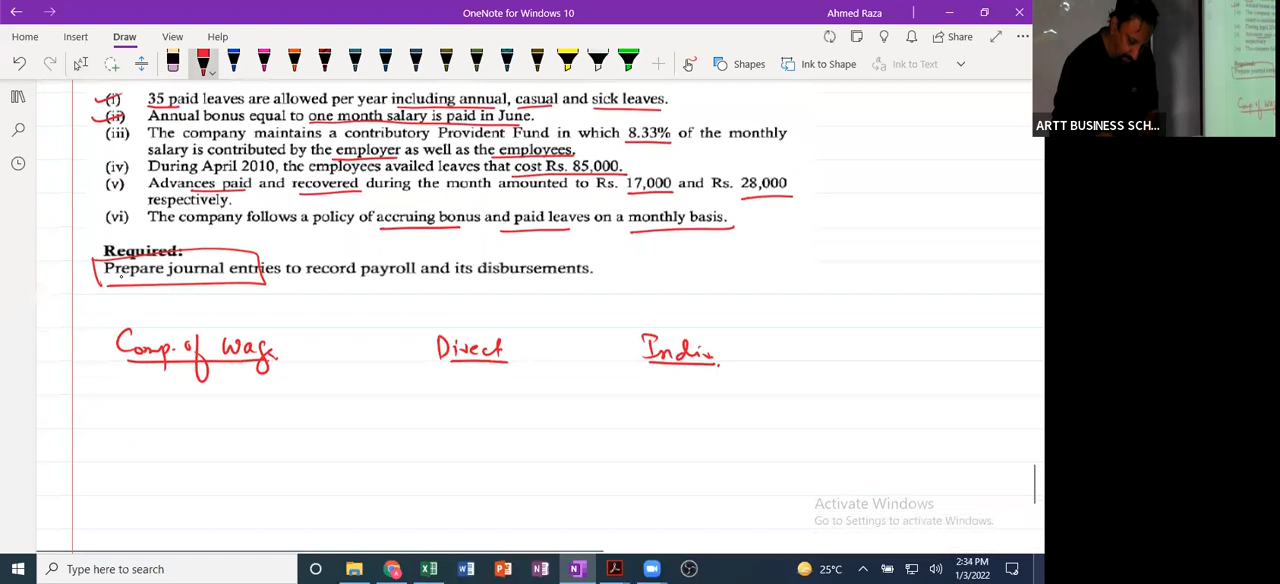 OneNote for Windows 10
Ahmed Raza
Home Insert Draw View Help
Share
Shapes
Ink to Shape
Ink to Text
ARTT BUSINESS SCH...
(i) 35 paid leaves are allowed per year including annual, casual and sick leaves.
(ii) Annual bonus equal to one month salary is paid in June.
(iii) The company maintains a contributory Provident Fund in which 8.33% of the monthly
salary is contributed by the employer as well as the employees.
(iv) During April 2010, the employees availed leaves that cost Rs. 85,000.
(v) Advances paid and recovered during the month amounted to Rs. 17,000 and Rs. 28,000
respectively.
(vi) The company follows a policy of accruing bonus and paid leaves on a monthly basis.
Required:
Prepare journal entries to record payroll and its disbursements.
Comp. of Wage Direct Indir.
Activate Windows
Go to Settings to activate Windows.
Type here to search
25°C
2:34 PM
1/3/2022